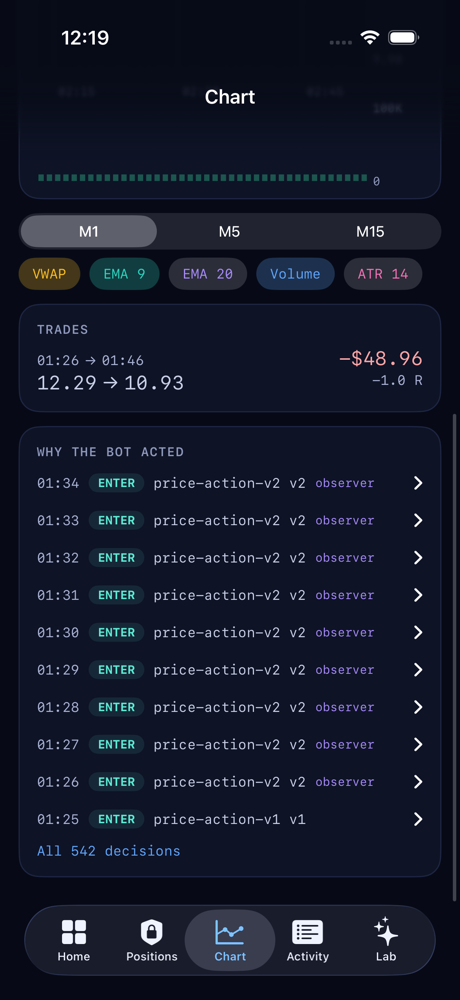 12:19
Chart
100K
0
M1 M5 M15
VWAP EMA 9 EMA 20 Volume ATR 14
TRADES
01:26 → 01:46 −$48.96
12.29 → 10.93 −1.0 R
WHY THE BOT ACTED
01:34 ENTER price-action-v2 v2 observer
01:33 ENTER price-action-v2 v2 observer
01:32 ENTER price-action-v2 v2 observer
01:31 ENTER price-action-v2 v2 observer
01:30 ENTER price-action-v2 v2 observer
01:29 ENTER price-action-v2 v2 observer
01:28 ENTER price-action-v2 v2 observer
01:27 ENTER price-action-v2 v2 observer
01:26 ENTER price-action-v2 v2 observer
01:25 ENTER price-action-v1 v1
All 542 decisions
Home Positions Chart Activity Lab